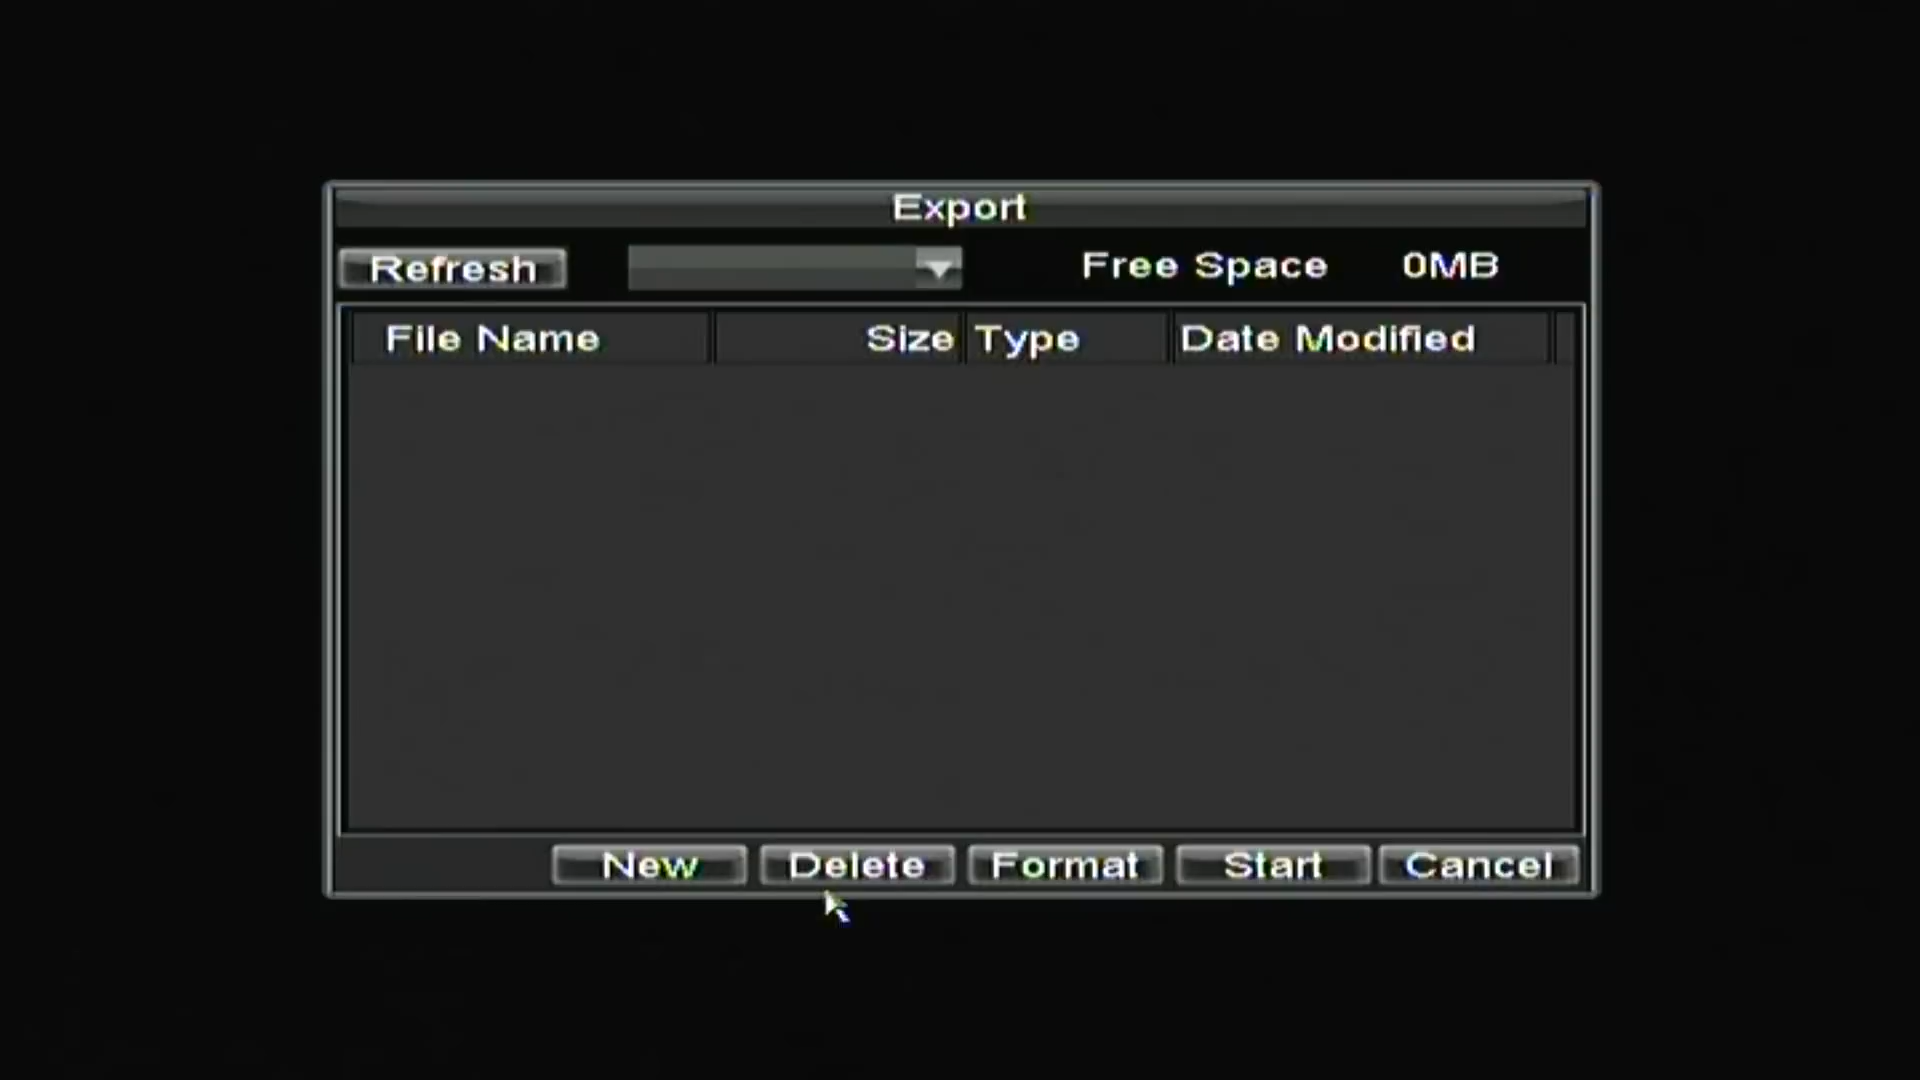 Export
Refresh Free Space 0MB
File Name Size Type Date Modified
New Delete Format Start Cancel